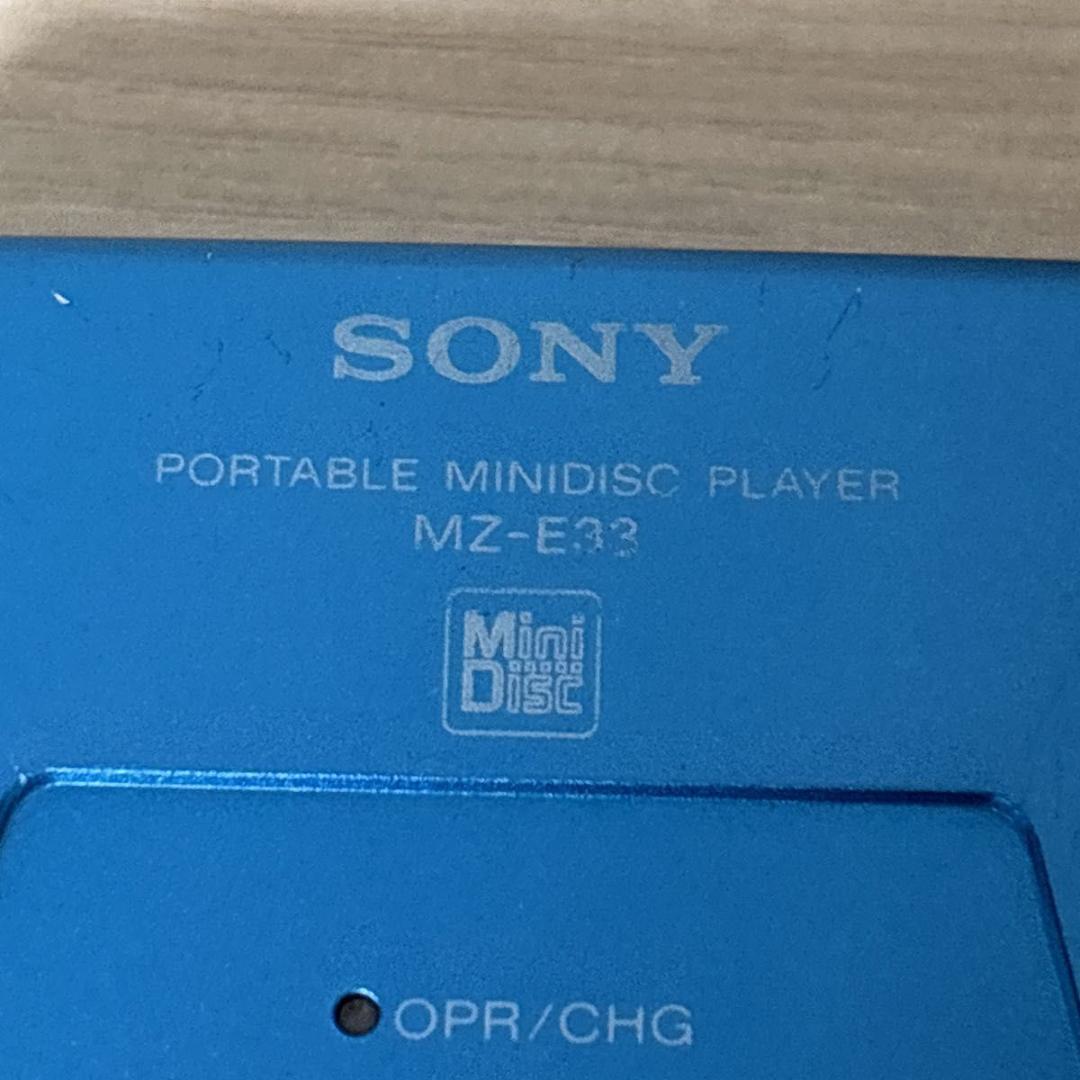 SONY
PORTABLE MINIDISC PLAYER
MZ-E33
Mini
Disc
OPR/CHG